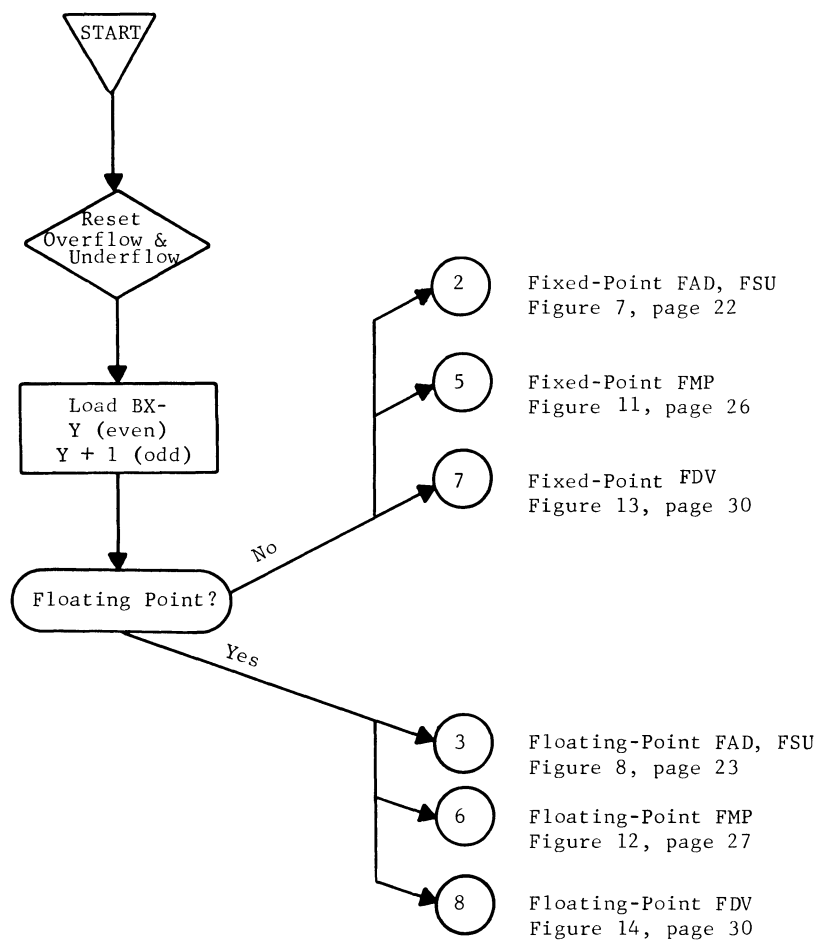 START
Reset
Overflow &
Underflow
Load BX-
Y (even)
Y + 1 (odd)
Floating Point?
No
2
Fixed-Point FAD, FSU
Figure 7, page 22
5
Fixed-Point FMP
Figure 11, page 26
7
Fixed-Point FDV
Figure 13, page 30
Yes
3
Floating-Point FAD, FSU
Figure 8, page 23
6
Floating-Point FMP
Figure 12, page 27
8
Floating-Point FDV
Figure 14, page 30